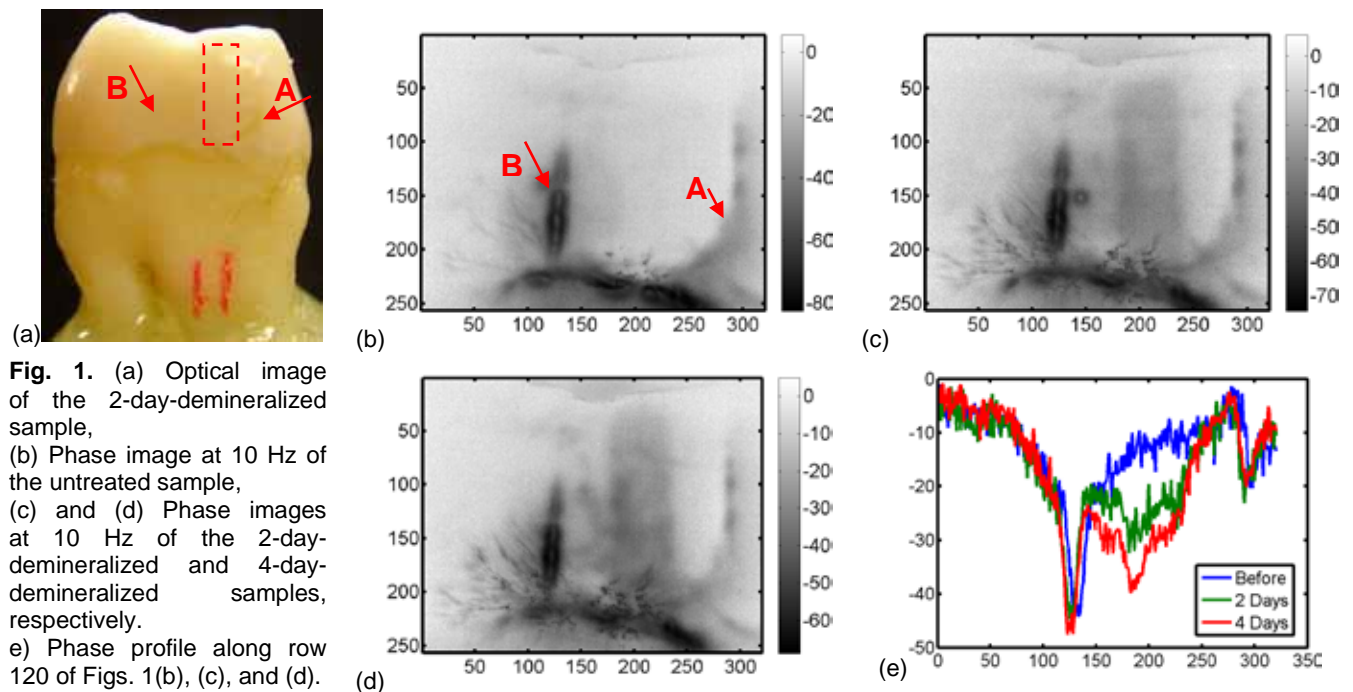 B
A
(a)
Fig. 1. (a) Optical image
of the 2-day-demineralized
sample,
(b) Phase image at 10 Hz of
the untreated sample,
(c) and (d) Phase images
at 10 Hz of the 2-day-
demineralized and 4-day-
demineralized samples,
respectively.
e) Phase profile along row
120 of Figs. 1(b), (c), and (d).
50
100
150
200
250
50 100 150 200 250 300
B
A
0
-20
-40
-60
-80
(b)
50
100
150
200
250
50 100 150 200 250 300
0
-10
-20
-30
-40
-50
-60
-70
(c)
50
100
150
200
250
50 100 150 200 250 300
0
-10
-20
-30
-40
-50
-60
(d)
0
-10
-20
-30
-40
-50
0 50 100 150 200 250 300 350
Before
2 Days
4 Days
(e)